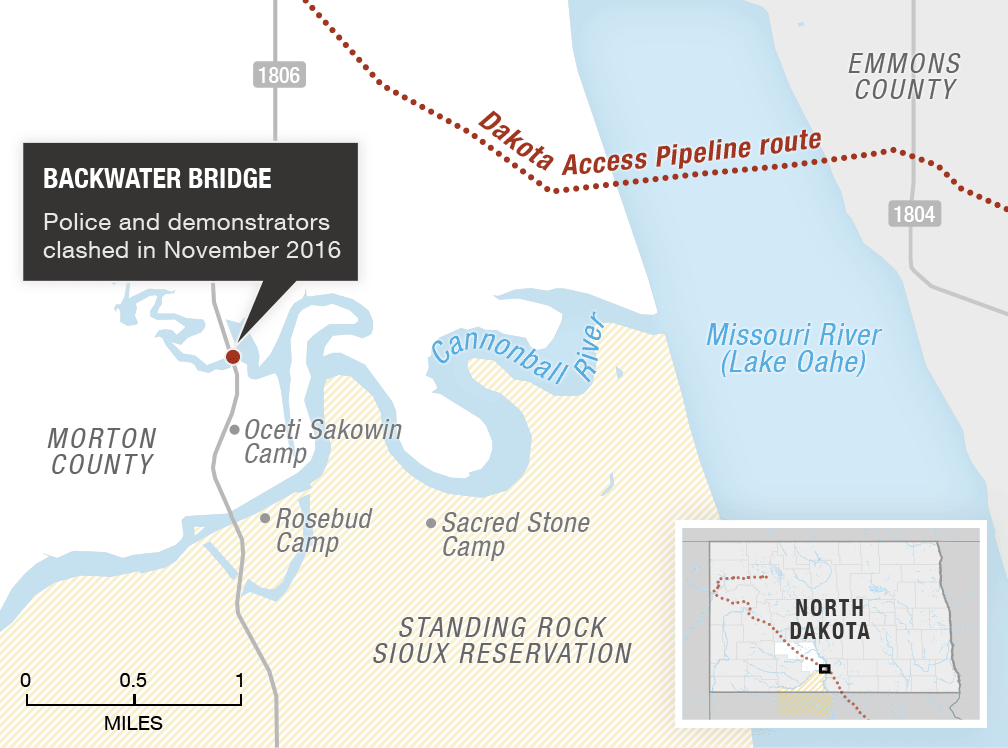 1806
EMMONS
COUNTY
Dakota Access Pipeline route
BACKWATER BRIDGE
Police and demonstrators
clashed in November 2016
1804
Cannonball River
Missouri River
(Lake Oahe)
MORTON
COUNTY
Oceti Sakowin
Camp
Rosebud
Camp
Sacred Stone
Camp
STANDING ROCK
SIOUX RESERVATION
NORTH
DAKOTA
0 0.5 1
MILES